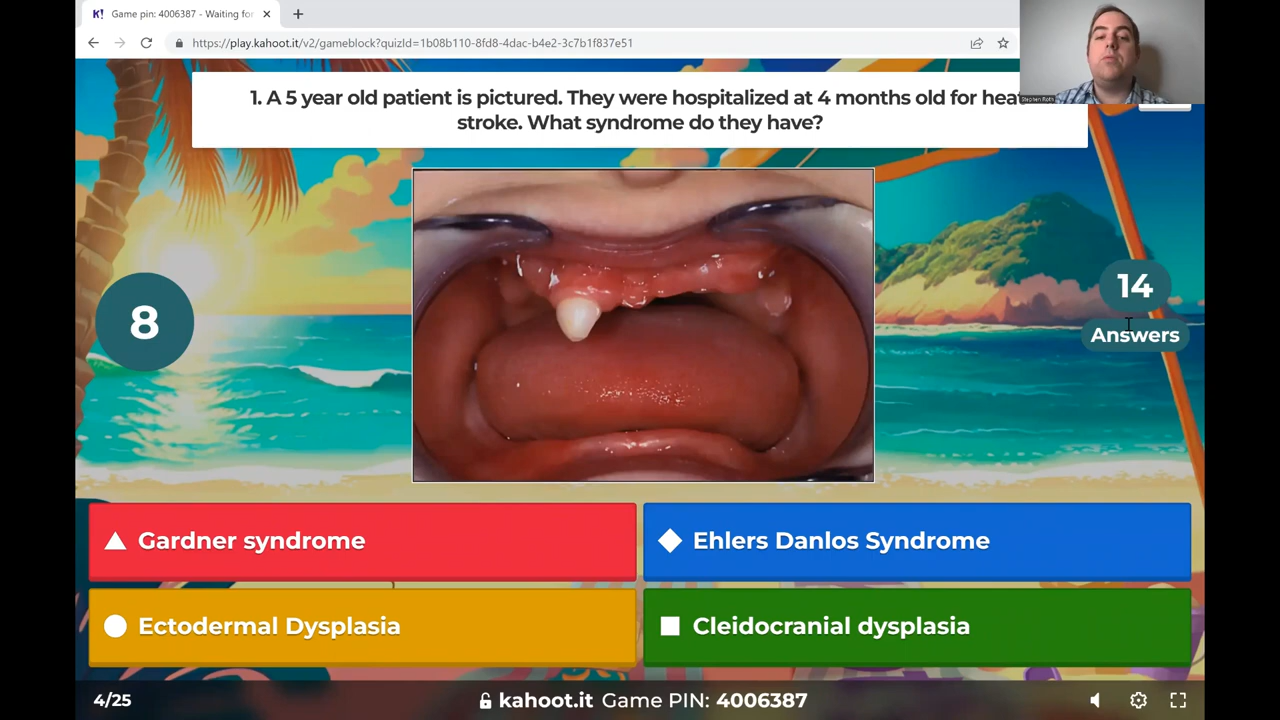 K! Game pin: 4006387 - Waiting for
https://play.kahoot.it/v2/gameblock?quizId=1b08b110-8fd8-4dac-b4e2-3c7b1f837e51
Stephen Roth
1. A 5 year old patient is pictured. They were hospitalized at 4 months old for heat
stroke. What syndrome do they have?
8
14
Answers
Gardner syndrome
Ehlers Danlos Syndrome
Ectodermal Dysplasia
Cleidocranial dysplasia
4/25
kahoot.it Game PIN: 4006387